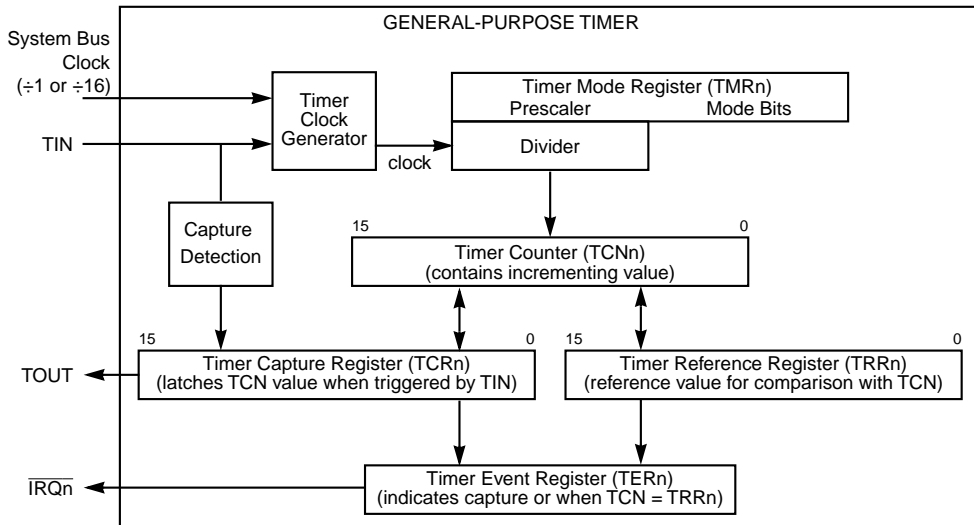 GENERAL-PURPOSE TIMER
System Bus
Clock
(÷1 or ÷16)
TIN
Timer
Clock
Generator
clock
Timer Mode Register (TMRn)
Prescaler Mode Bits
Divider
Capture
Detection
15 0
Timer Counter (TCNn)
(contains incrementing value)
15 0
Timer Capture Register (TCRn)
(latches TCN value when triggered by TIN)
15 0
Timer Reference Register (TRRn)
(reference value for comparison with TCN)
TOUT
Timer Event Register (TERn)
(indicates capture or when TCN = TRRn)
IRQn